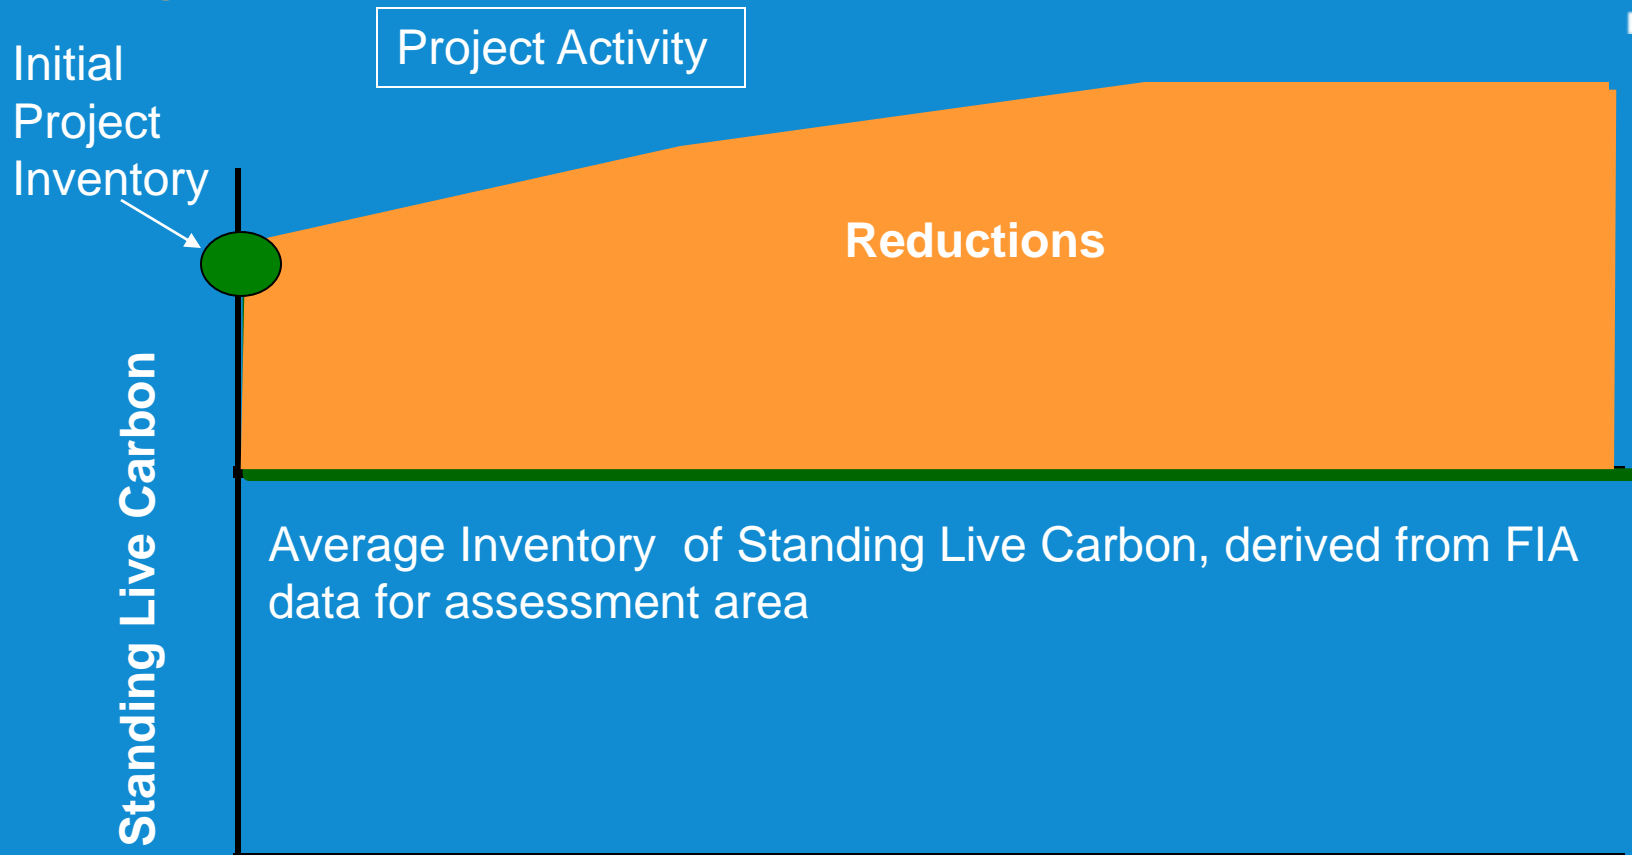 Project Activity
Initial
Project
Inventory
Reductions
Standing Live Carbon
Average Inventory  of Standing Live Carbon, derived from FIA
data for assessment area